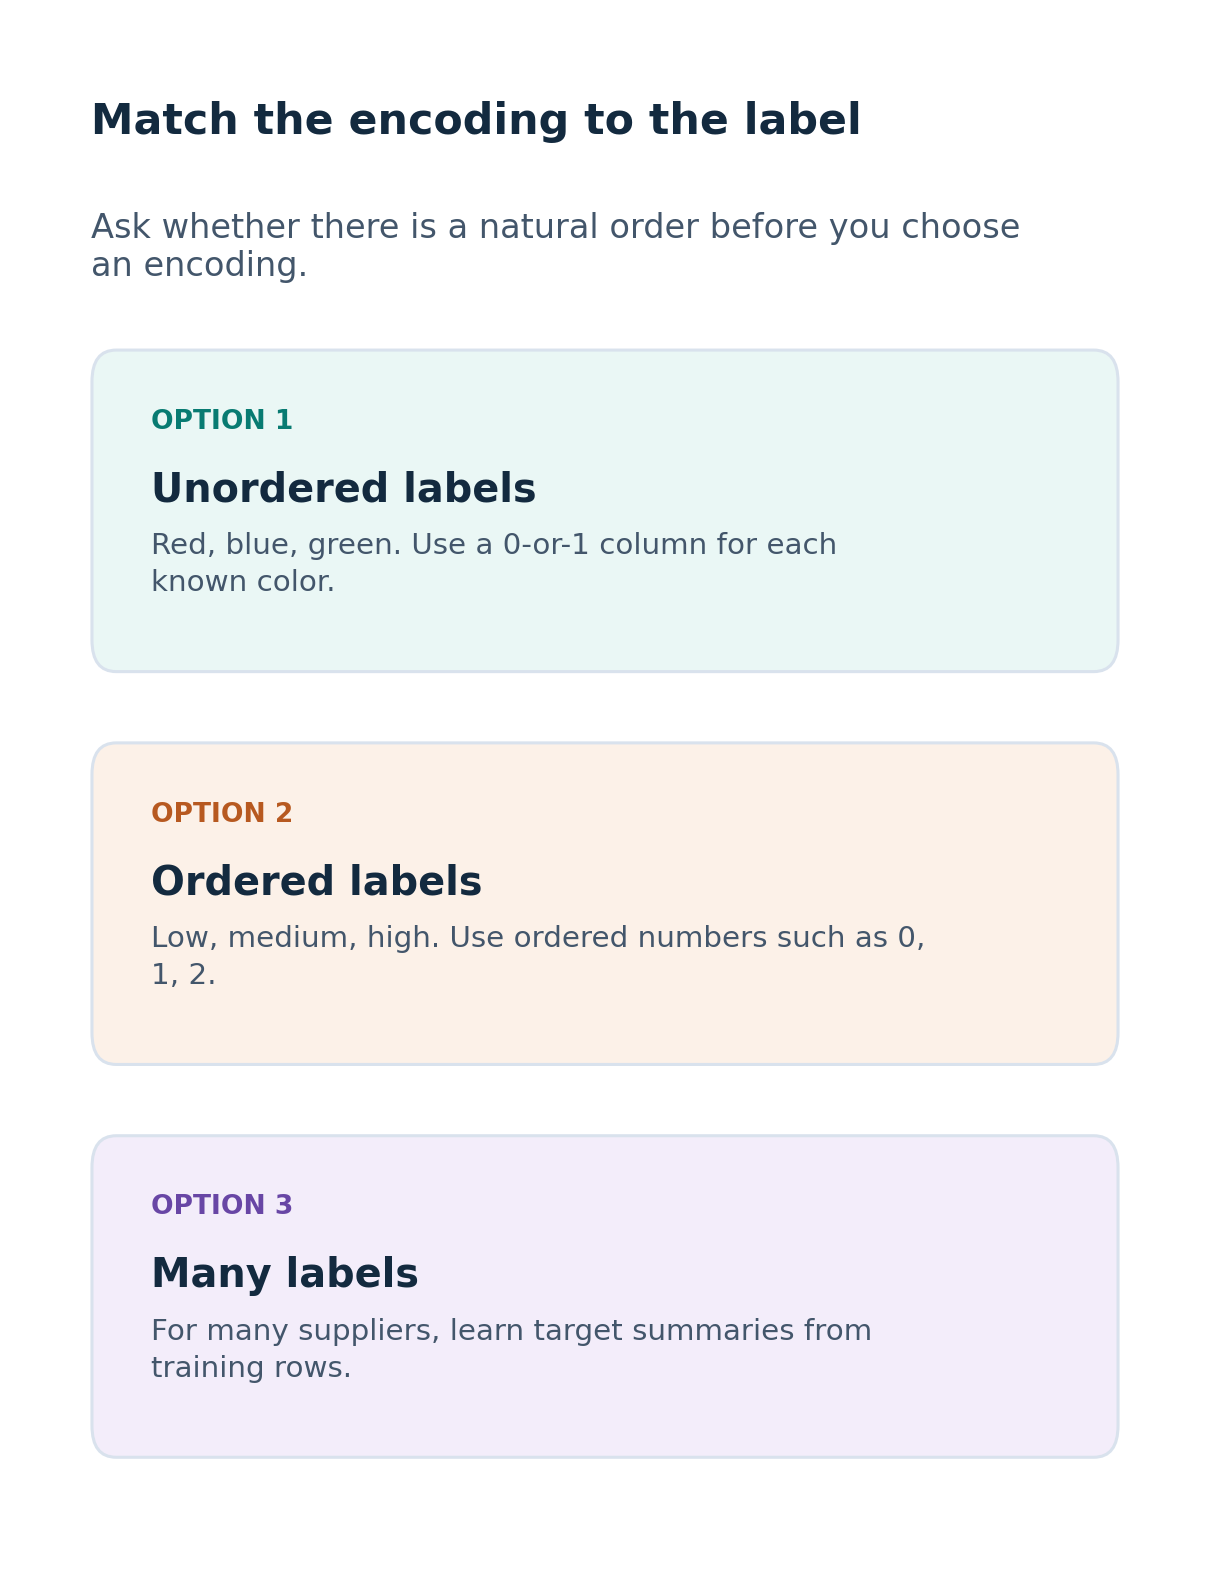 Match the encoding to the label
Ask whether there is a natural order before you choose
an encoding.
OPTION 1
Unordered labels
Red, blue, green. Use a 0-or-1 column for each
known color.
OPTION 2
Ordered labels
Low, medium, high. Use ordered numbers such as 0,
1, 2.
OPTION 3
Many labels
For many suppliers, learn target summaries from
training rows.